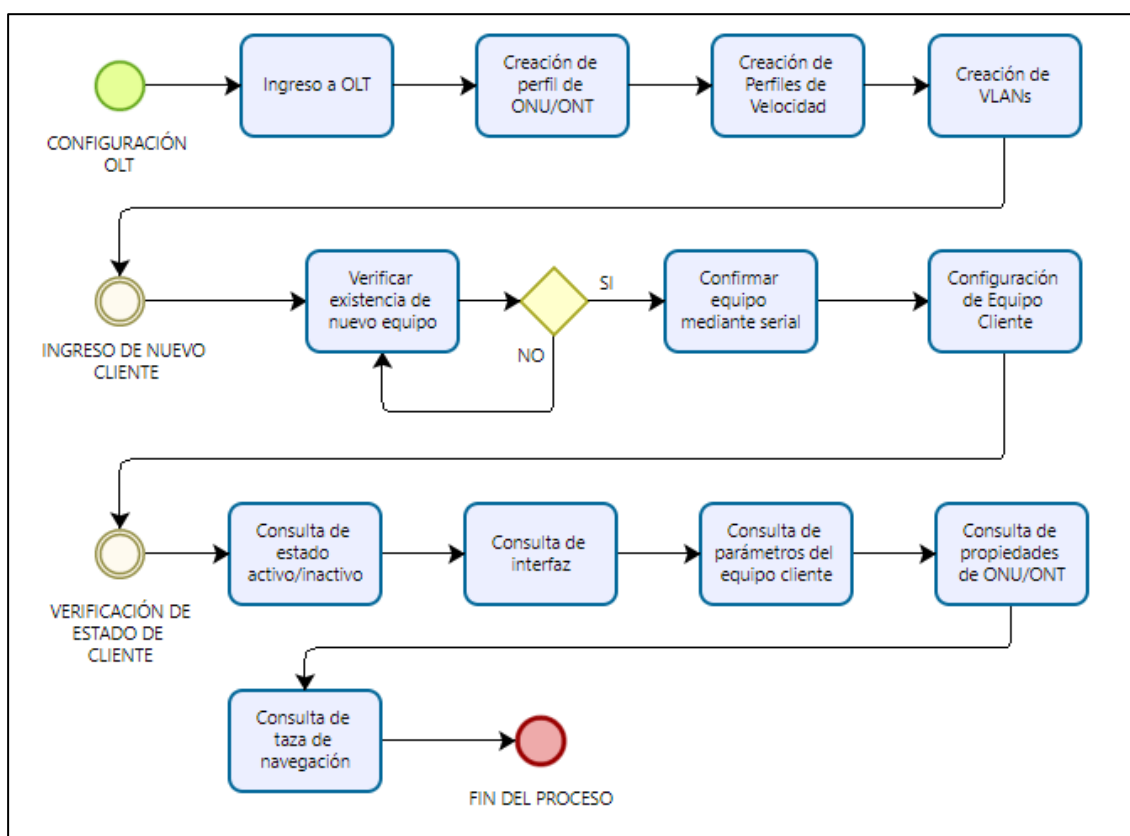 Ingreso a OLT
Creación de
perfil de
ONU/ONT
Creación de
Perfiles de
Velocidad
Creación de
VLANs
CONFIGURACIÓN
OLT
Verificar
existencia de
nuevo equipo
SI
NO
Confirmar
equipo
mediante serial
Configuración
de Equipo
Cliente
INGRESO DE NUEVO
CLIENTE
Consulta de
estado
activo/inactivo
Consulta de
interfaz
Consulta de
parámetros del
equipo cliente
Consulta de
propiedades
de ONU/ONT
VERIFICACIÓN DE
ESTADO DE
CLIENTE
Consulta de
taza de
navegación
FIN DEL PROCESO